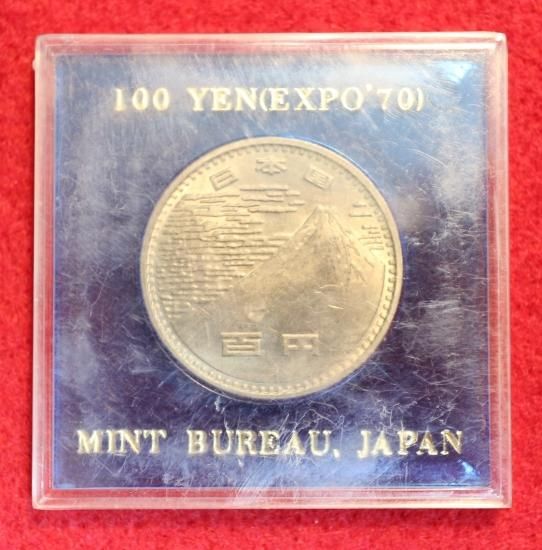 100 YEN(EXPO'70)
日本国
百円
MINT BUREAU, JAPAN